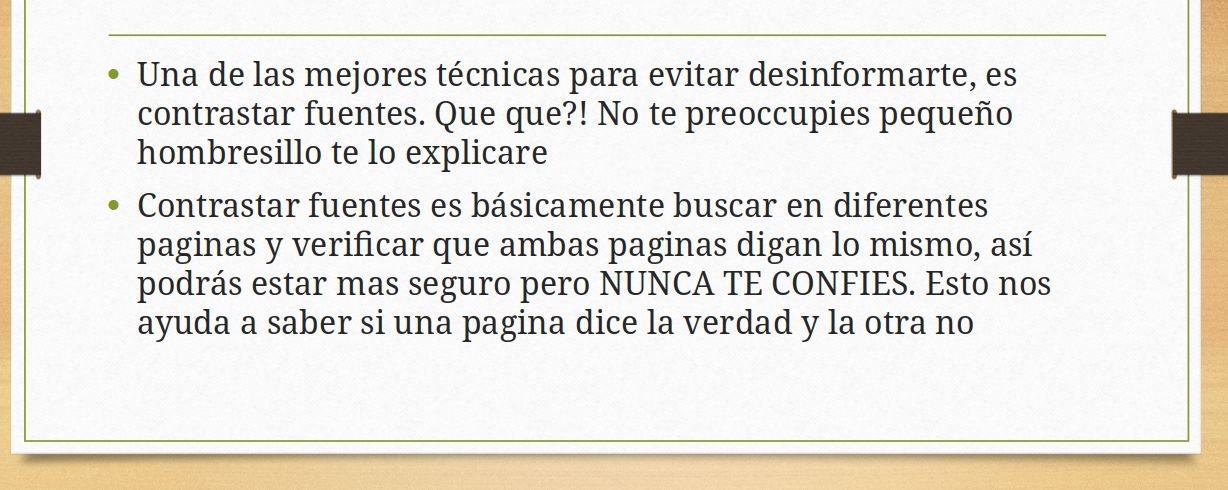 • Una de las mejores técnicas para evitar desinformarte, es
contrastar fuentes. Que que?! No te preoccupies pequeño
hombresillo te lo explicare
• Contrastar fuentes es básicamente buscar en diferentes
paginas y verificar que ambas paginas digan lo mismo, así
podrás estar mas seguro pero NUNCA TE CONFIES. Esto nos
ayuda a saber si una pagina dice la verdad y la otra no